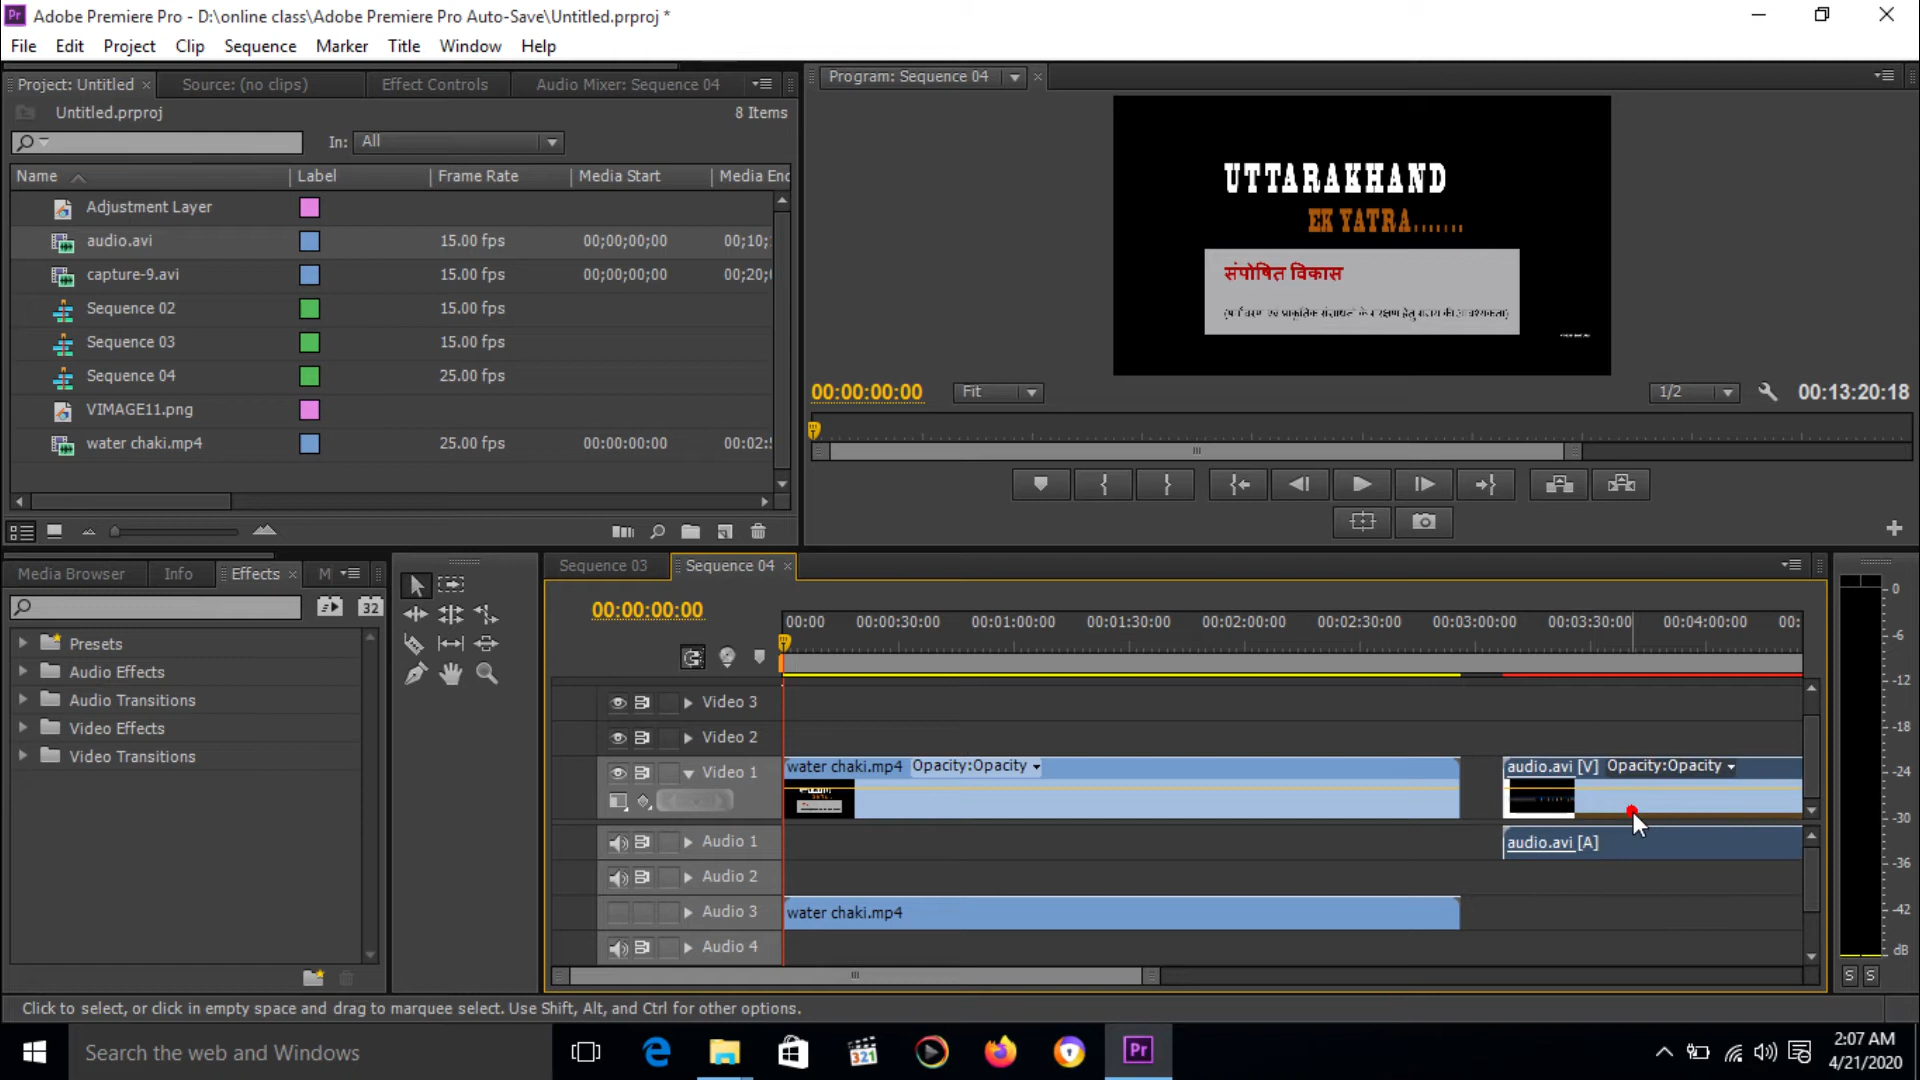 Adobe Premiere Pro - D:\online class\Adobe Premiere Pro Auto-Save\Untitled.prproj *
File Edit Project Clip Sequence Marker Title Window Help
Project: Untitled × Source: (no clips) Effect Controls Audio Mixer: Sequence 04
Untitled.prproj 8 Items
In: All
Name Label Frame Rate Media Start Media End
Adjustment Layer
audio.avi 15.00 fps 00;00;00;00 00;10;
capture-9.avi 15.00 fps 00;00;00;00 00;20;
Sequence 02 15.00 fps
Sequence 03 15.00 fps
Sequence 04 25.00 fps
VIMAGE11.png
water chaki.mp4 25.00 fps 00:00:00:00 00:02:
Program: Sequence 04 ×
UTTARAKHAND
EK YATRA.......
संपोषित विकास
00:00:00:00 Fit 1/2 00:13:20:18
Media Browser Info Effects × M
32
Presets
Audio Effects
Audio Transitions
Video Effects
Video Transitions
Sequence 03 Sequence 04 ×
00:00:00:00
00:00 00:00:30:00 00:01:00:00 00:01:30:00 00:02:00:00 00:02:30:00 00:03:00:00 00:03:30:00 00:04:00:00 00:
Video 3
Video 2
Video 1 water chaki.mp4 Opacity:Opacity audio.avi [V] Opacity:Opacity
Audio 1 audio.avi [A]
Audio 2
Audio 3 water chaki.mp4
Audio 4
0
-6
-12
-18
-24
-30
-36
-42
dB
S S
Click to select, or click in empty space and drag to marquee select. Use Shift, Alt, and Ctrl for other options.
Search the web and Windows
321
Pr
2:07 AM
4/21/2020